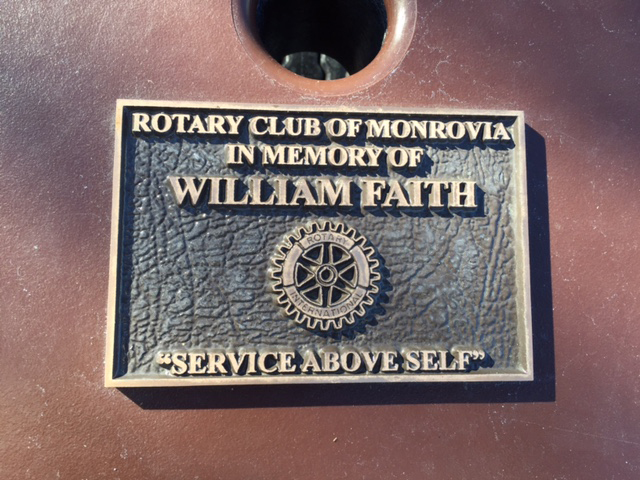 ROTARY CLUB OF MONROVIA
IN MEMORY OF
WILLIAM FAITH
ROTARY
INTERNATIONAL
“SERVICE ABOVE SELF”